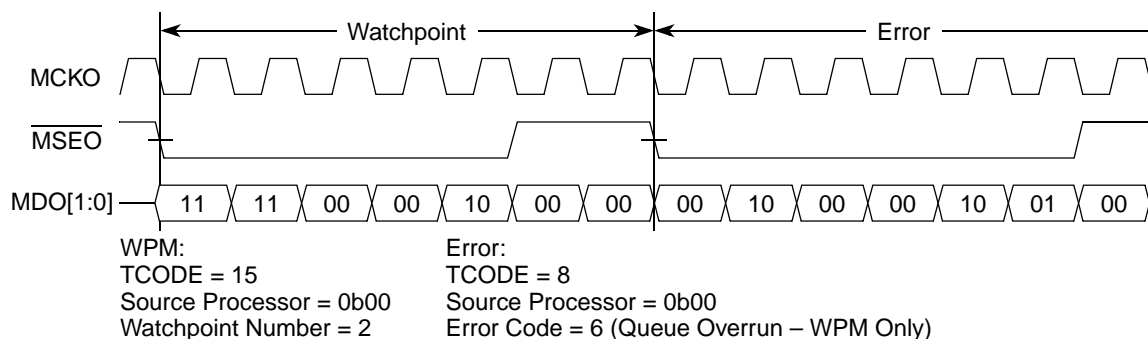 Watchpoint Error
MCKO
MSEO
MDO[1:0] 11 11 00 00 10 00 00 00 10 00 00 10 01 00
WPM: Error:
TCODE = 15 TCODE = 8
Source Processor = 0b00 Source Processor = 0b00
Watchpoint Number = 2 Error Code = 6 (Queue Overrun – WPM Only)